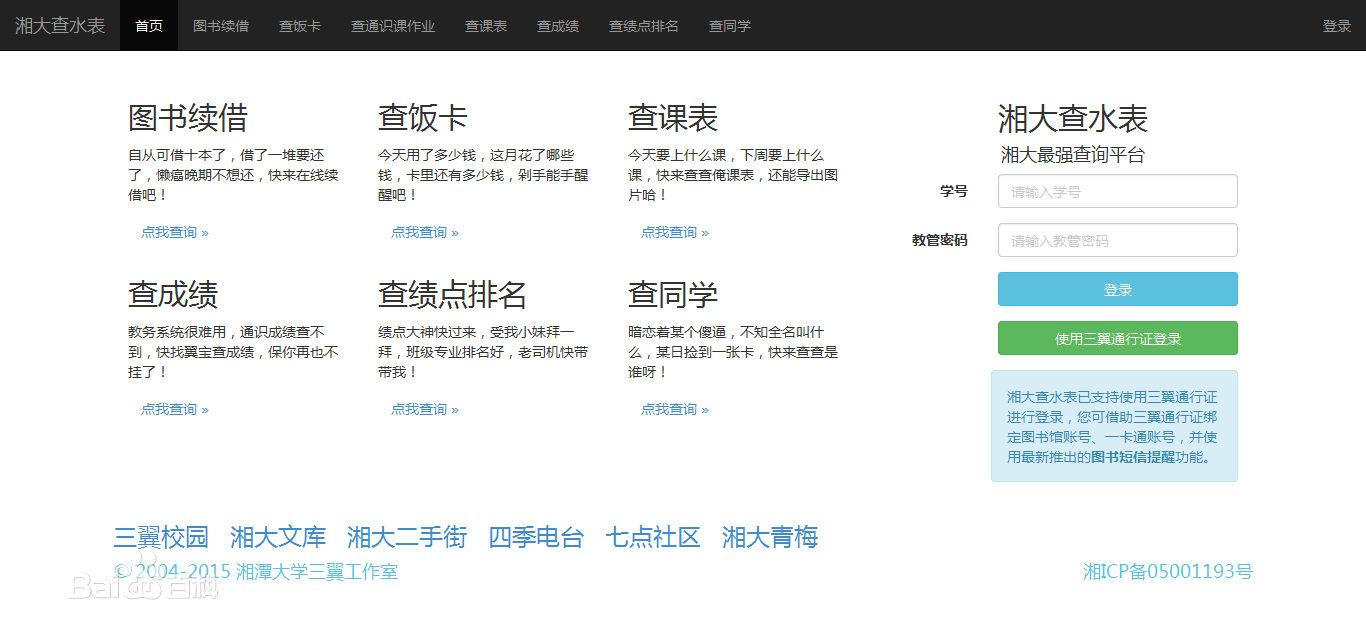 湘大查水表 首页 图书续借 查饭卡 查通识课作业 查课表 查成绩 查绩点排名 查同学 登录
图书续借
自从可借十本了，借了一堆要还
了，懒癌晚期不想还，快来在线续
借吧！
点我查询 »
查饭卡
今天用了多少钱，这月花了哪些
钱，卡里还有多少钱，剁手能手醒
醒吧！
点我查询 »
查课表
今天要上什么课，下周要上什么
课，快来查查俺课表，还能导出图
片哈！
点我查询 »
查成绩
教务系统很难用，通识成绩查不
到，快找翼宝查成绩，保你再也不
挂了！
点我查询 »
查绩点排名
绩点大神快过来，受我小妹拜一
拜，班级专业排名好，老司机快带
带我！
点我查询 »
查同学
暗恋着某个傻逼，不知全名叫什
么，某日捡到一张卡，快来查查是
谁呀！
点我查询 »
湘大查水表
湘大最强查询平台
学号 请输入学号
教管密码 请输入教管密码
登录
使用三翼通行证登录
湘大查水表已支持使用三翼通行证
进行登录，您可借助三翼通行证绑
定图书馆账号、一卡通账号，并使
用最新推出的图书短信提醒功能。
三翼校园 湘大文库 湘大二手街 四季电台 七点社区 湘大青梅
© 2004-2015 湘潭大学三翼工作室
湘ICP备05001193号
Bai百科